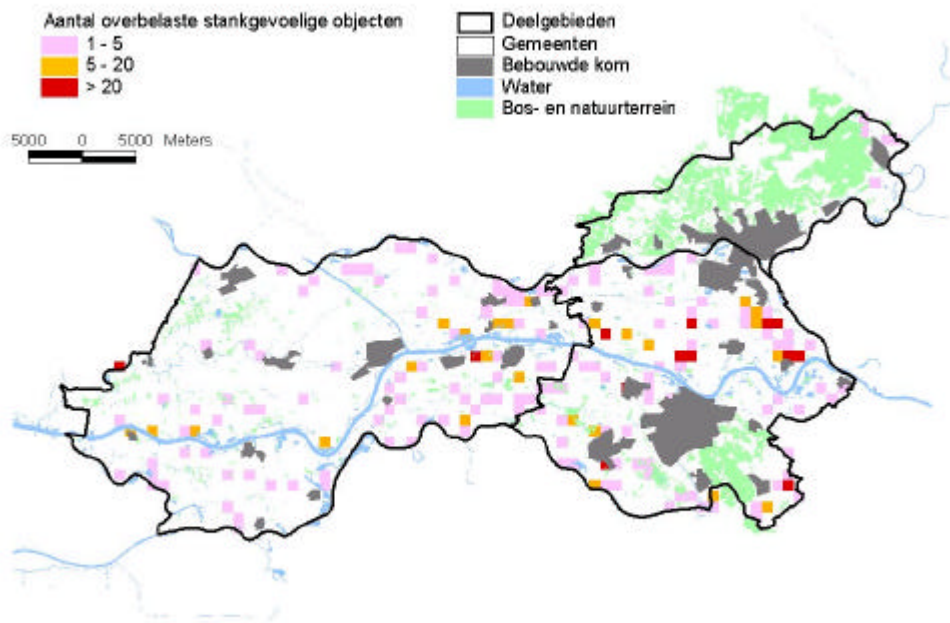 Aantal overbelaste stankgevoelige objecten
1 - 5
5 - 20
> 20
5000 0 5000 Meters
Deelgebieden
Gemeenten
Bebouwde kom
Water
Bos- en natuurterrein